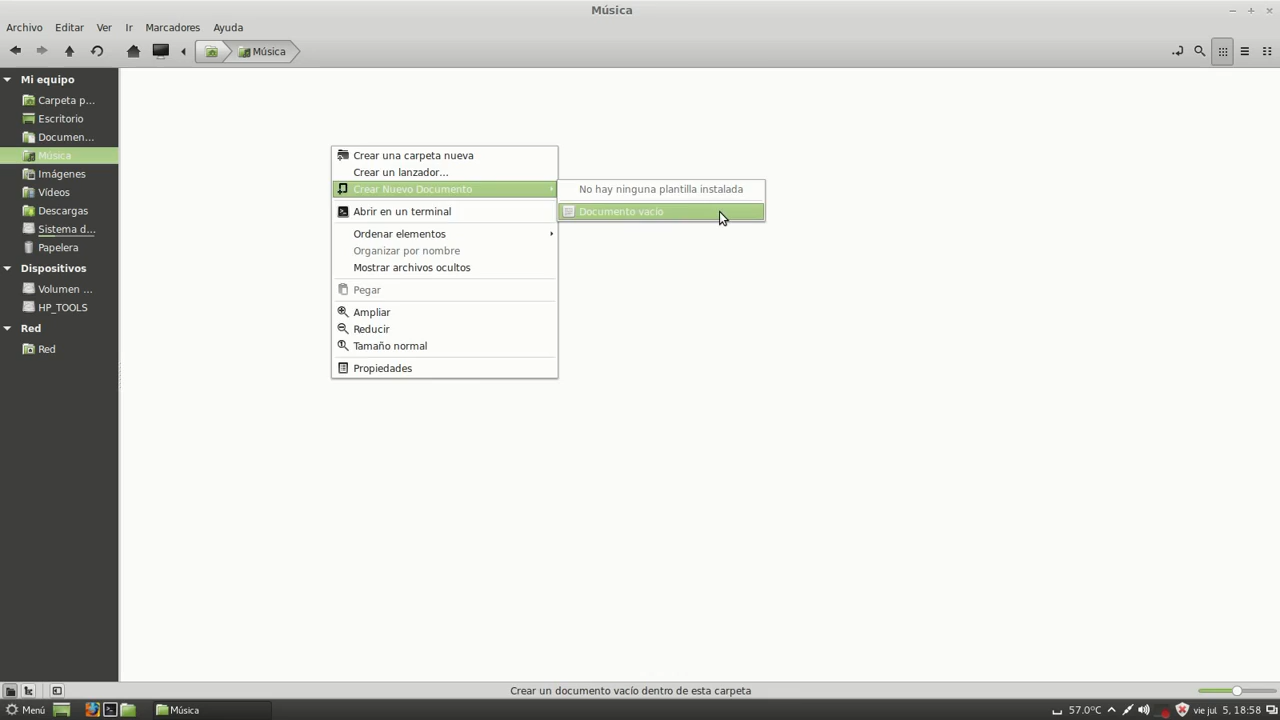 Música
Archivo Editar Ver Ir Marcadores Ayuda
Música
Mi equipo
Carpeta p...
Escritorio
Documen...
Música
Imágenes
Vídeos
Descargas
Sistema d...
Papelera
Dispositivos
Volumen ...
HP_TOOLS
Red
Red
Crear una carpeta nueva
Crear un lanzador...
Crear Nuevo Documento
Abrir en un terminal
Ordenar elementos
Organizar por nombre
Mostrar archivos ocultos
Pegar
Ampliar
Reducir
Tamaño normal
Propiedades
No hay ninguna plantilla instalada
Documento vacío
Crear un documento vacío dentro de esta carpeta
Menú
Música
57.0ºC
vie jul 5, 18:58